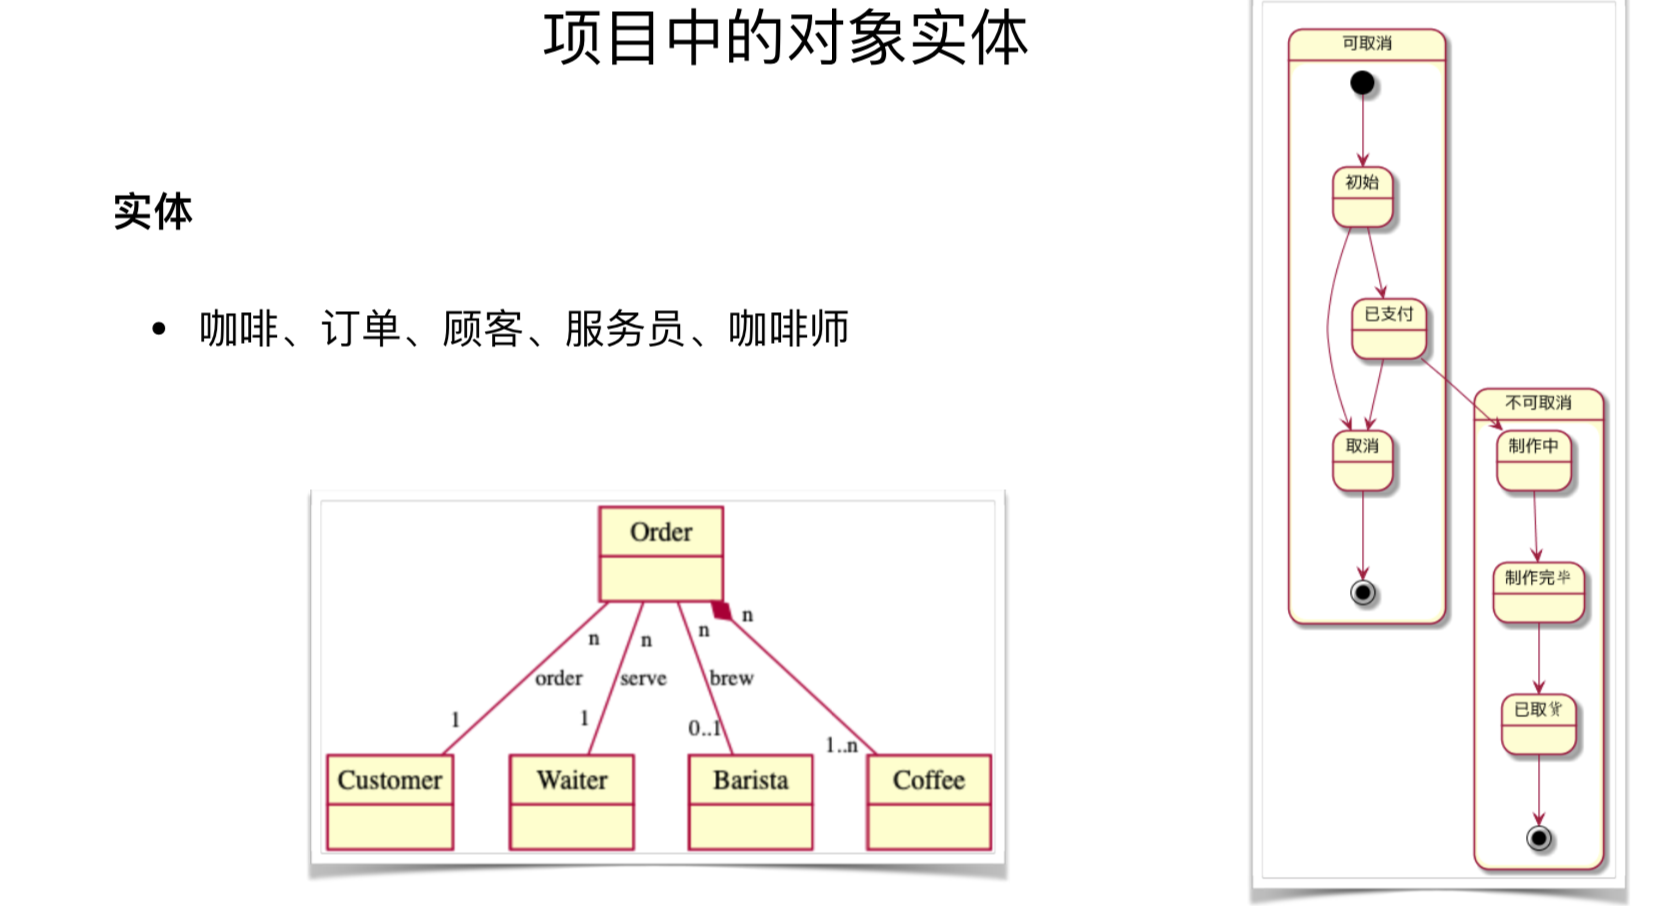 项目中的对象实体
实体
• 咖啡、订单、顾客、服务员、咖啡师
Order
n
n
n
n
order
serve
brew
1
1
0..1
1..n
Customer
Waiter
Barista
Coffee
可取消
初始
已支付
取消
不可取消
制作中
制作完毕
已取货